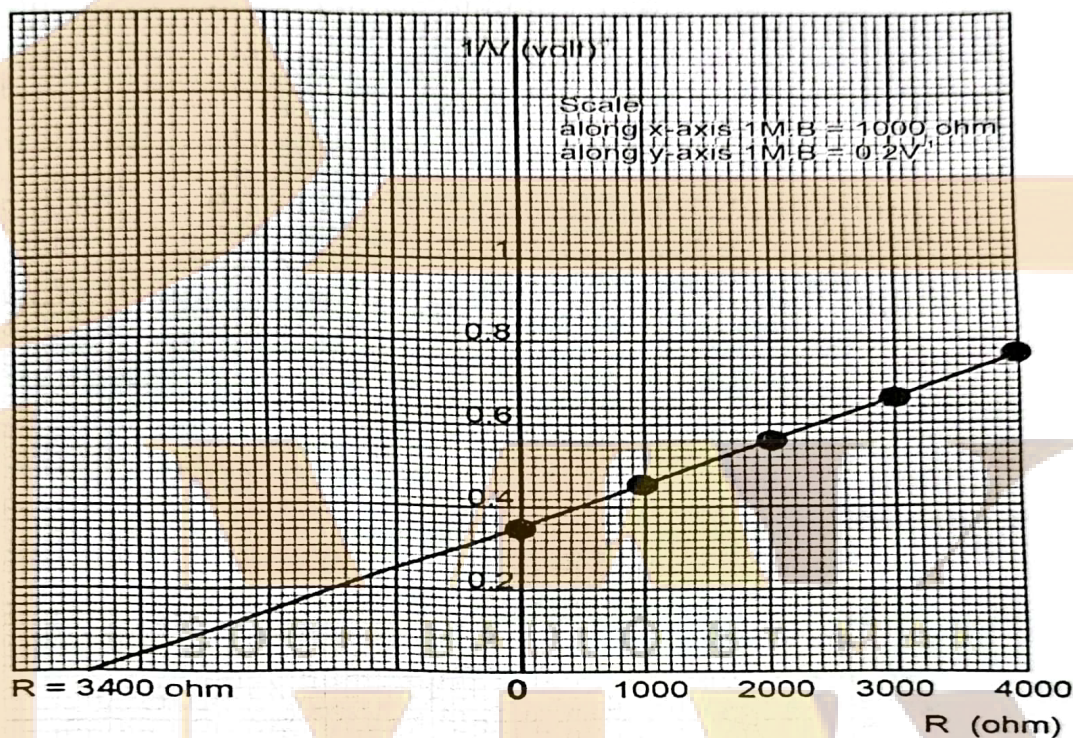 1/V (volt)⁻
Scale
along x-axis 1M.B = 1000 ohm
along y-axis 1M.B = 0.2V⁻¹
1
0.8
0.6
0.4
0.2
R = 3400 ohm
0 1000 2000 3000 4000
R (ohm)